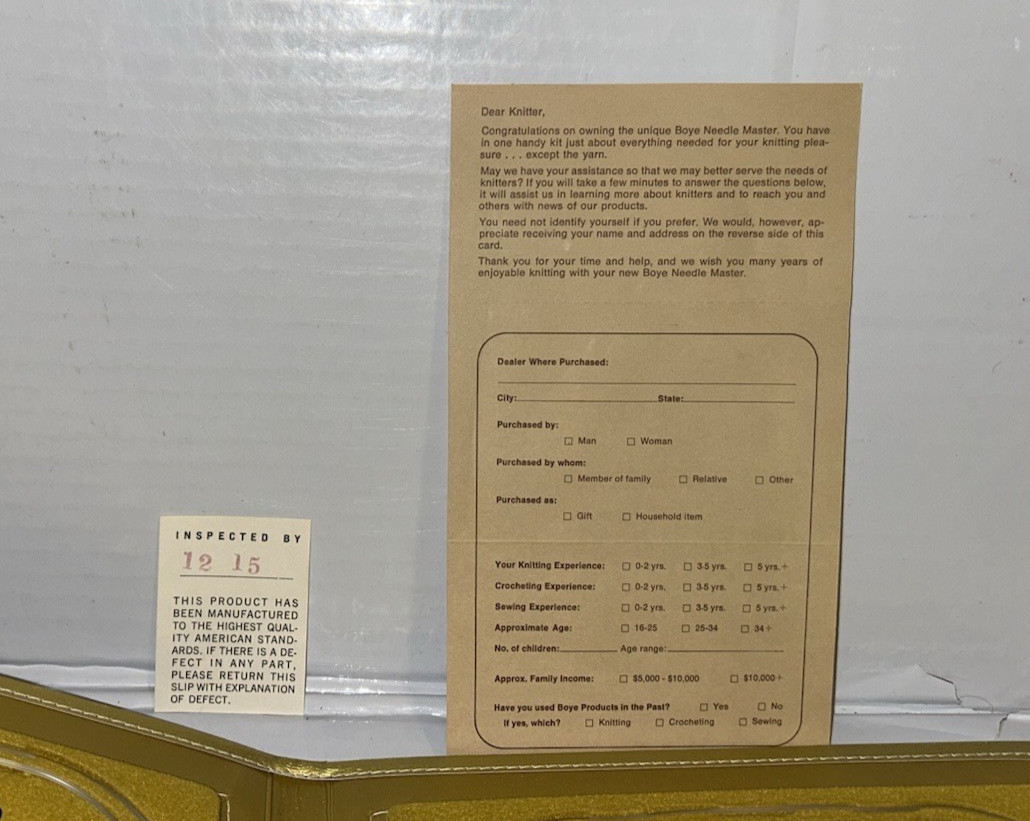 Dear Knitter,
Congratulations on owning the unique Boye Needle Master. You have
in one handy kit just about everything needed for your knitting plea-
sure . . . except the yarn.
May we have your assistance so that we may better serve the needs of
knitters? If you will take a few minutes to answer the questions below,
it will assist us in learning more about knitters and to reach you and
others with news of our products.
You need not identify yourself if you prefer. We would, however, ap-
preciate receiving your name and address on the reverse side of this
card.
Thank you for your time and help, and we wish you many years of
enjoyable knitting with your new Boye Needle Master.
Dealer Where Purchased:
City: State:
Purchased by:
Man Woman
Purchased by whom:
Member of family Relative Other
Purchased as:
Gift Household item
Your Knitting Experience: 0-2 yrs. 3-5 yrs. 5 yrs. +
Crocheting Experience: 0-2 yrs. 3-5 yrs. 5 yrs. +
Sewing Experience: 0-2 yrs. 3-5 yrs. 5 yrs. +
Approximate Age: 16-25 25-34 34 +
No. of children: Age range:
Approx. Family Income: $5,000 - $10,000 $10,000 +
Have you used Boye Products in the Past? Yes No
If yes, which? Knitting Crocheting Sewing
INSPECTED BY
12 15
THIS PRODUCT HAS
BEEN MANUFACTURED
TO THE HIGHEST QUAL-
ITY AMERICAN STAND-
ARDS. IF THERE IS A DE-
FECT IN ANY PART,
PLEASE RETURN THIS
SLIP WITH EXPLANATION
OF DEFECT.